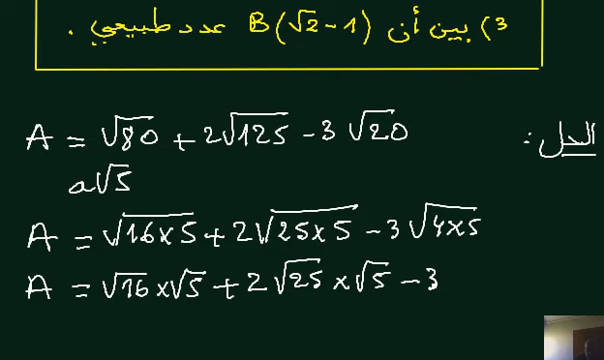 3) بين أن B(√2-1) عدد طبيعي .
الحل :
A = √80 + 2√125 - 3√20
a√5
A = √16×5 + 2√25×5 - 3√4×5
A = √16×√5 + 2√25×√5 - 3